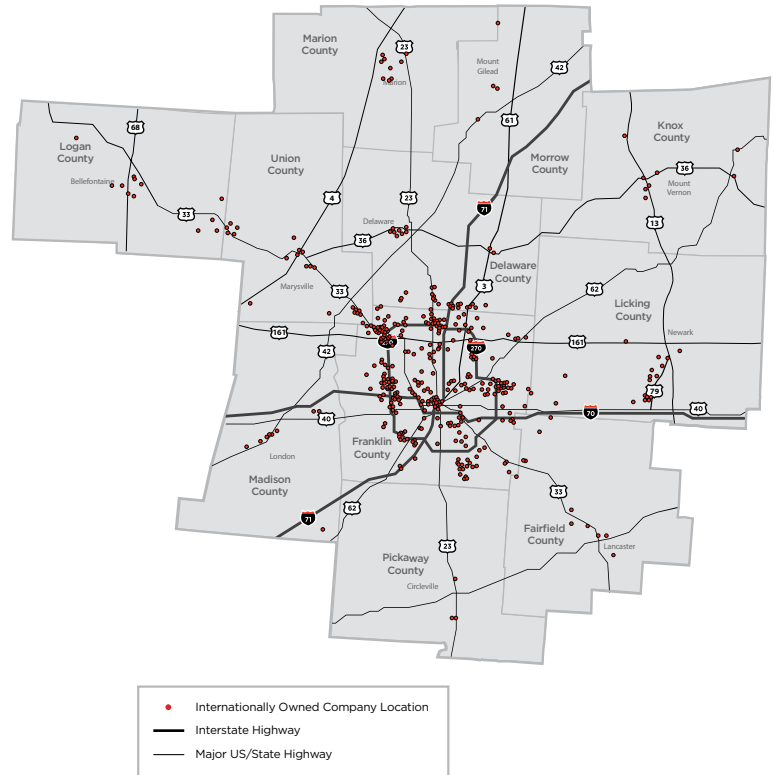 Marion
County
23
Marion
Mount
Gilead
42
61
Morrow
County
Knox
County
36
Mount
Vernon
13
68
Logan
County
Bellefontaine
33
Union
County
4
23
Delaware
36
71
Delaware
County
3
33
Marysville
62
Licking
County
Newark
161
42
270
270
161
79
40
70
40
London
Madison
County
Franklin
County
71
62
33
Fairfield
County
Lancaster
23
Pickaway
County
Circleville
Internationally Owned Company Location
Interstate Highway
Major US/State Highway